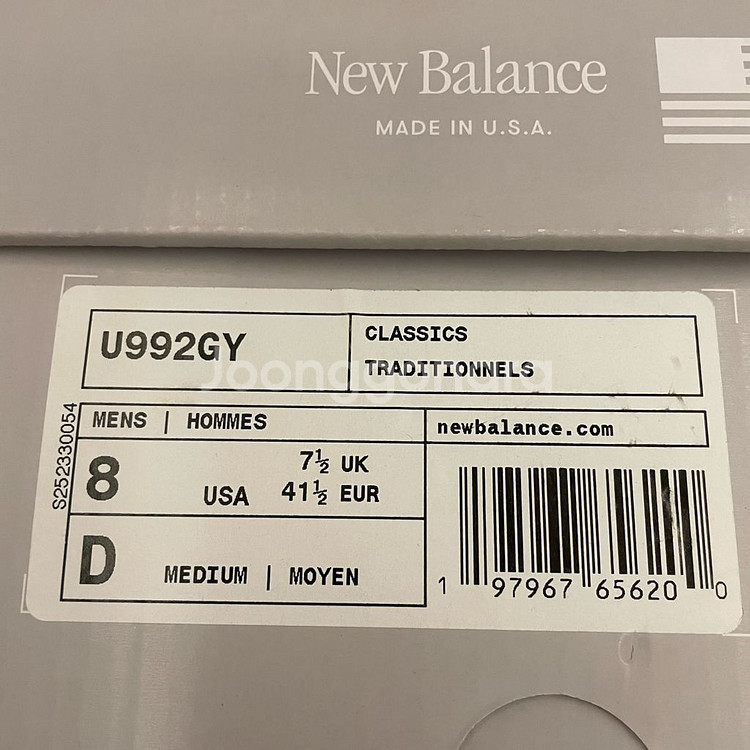 New Balance
MADE IN U.S.A.
U992GY
CLASSICS
TRADITIONNELS
Joonggonara
S252330054
MENS | HOMMES
newbalance.com
8
7½ UK
USA 41½ EUR
D
MEDIUM | MOYEN
1 97967 65620 0